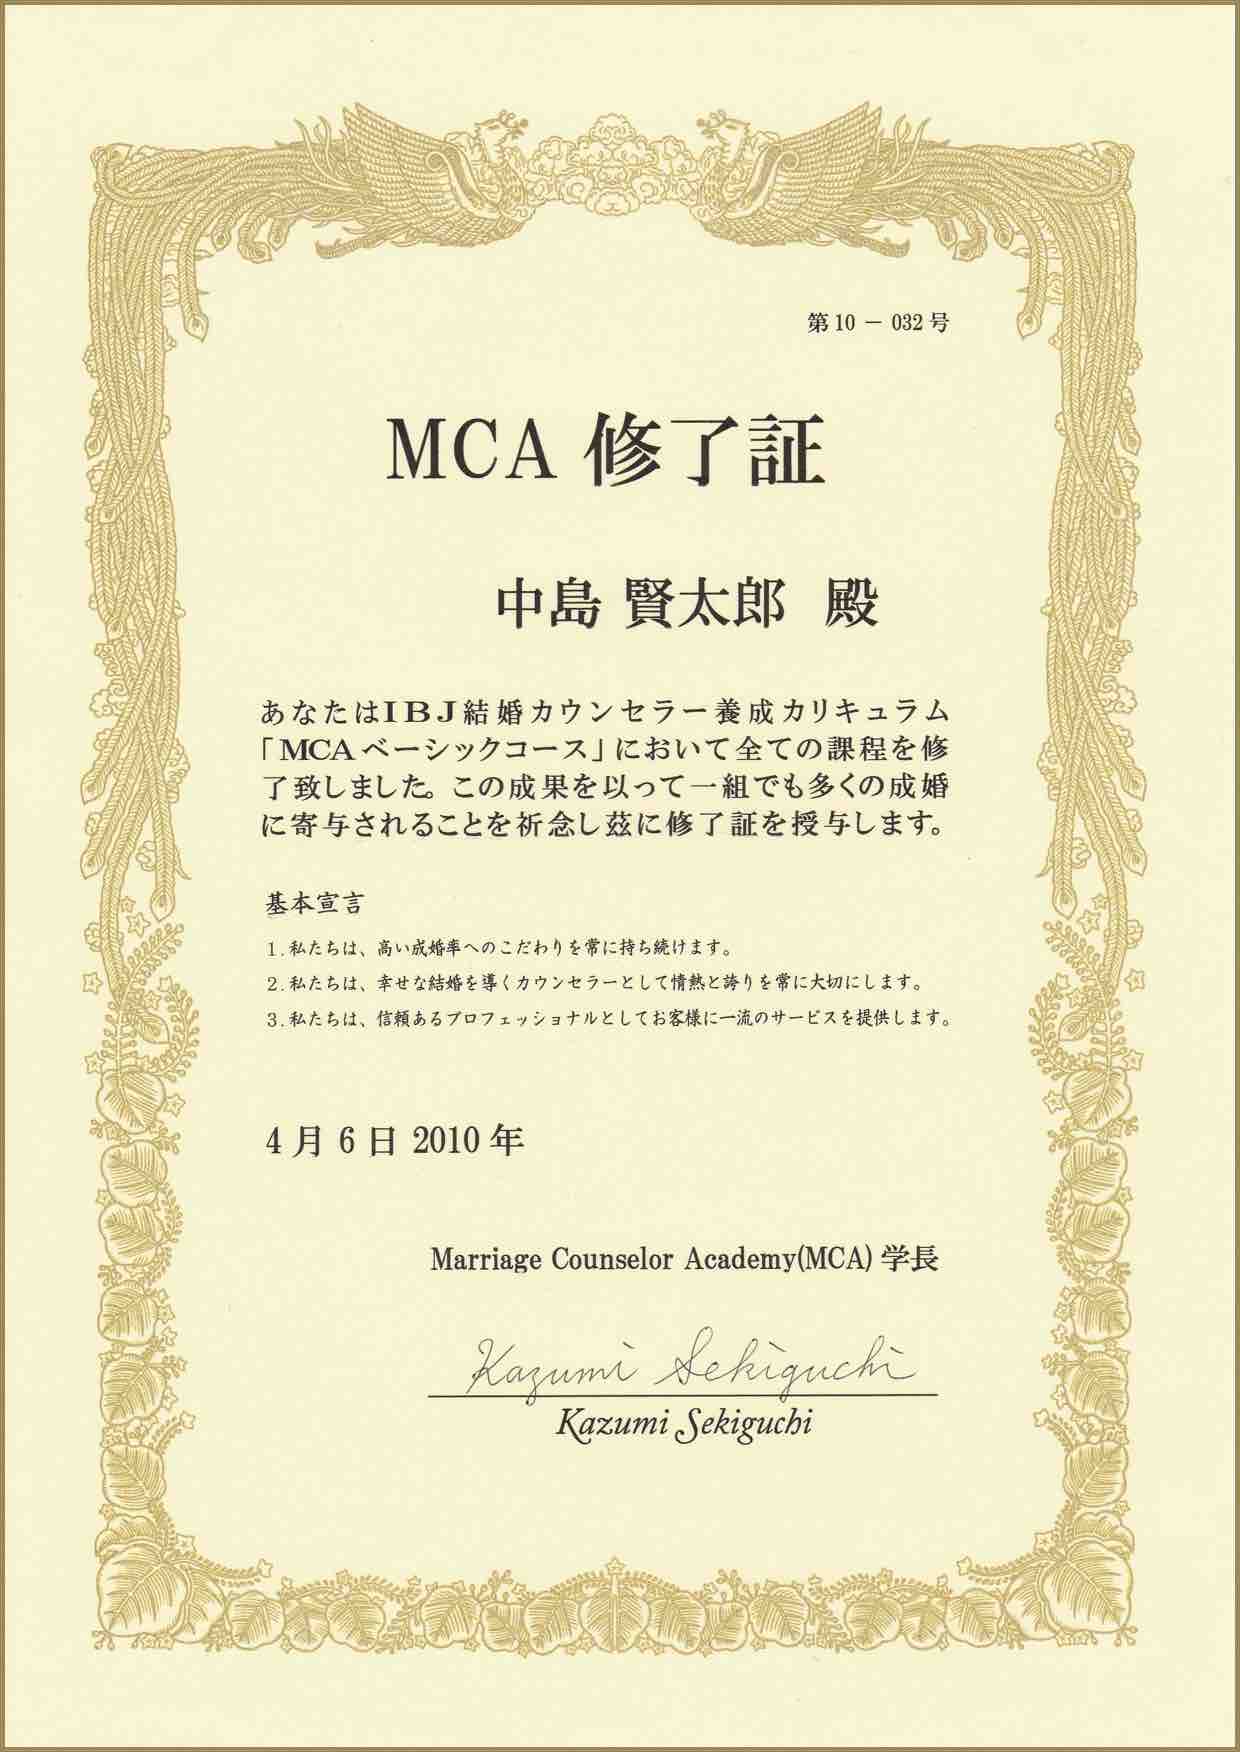 第10－032号
MCA 修了証
中島 賢太郎 殿
あなたはIBJ結婚カウンセラー養成カリキュラム
「MCAベーシックコース」において全ての課程を修
了致しました。この成果を以って一組でも多くの成婚
に寄与されることを祈念し茲に修了証を授与します。
基本宣言
1.私たちは、高い成婚率へのこだわりを常に持ち続けます。
2.私たちは、幸せな結婚を導くカウンセラーとして情熱と誇りを常に大切にします。
3.私たちは、信頼あるプロフェッショナルとしてお客様に一流のサービスを提供します。
4月6日2010年
Marriage Counselor Academy(MCA)学長
Kazumi Sekiguchi
Kazumi Sekiguchi